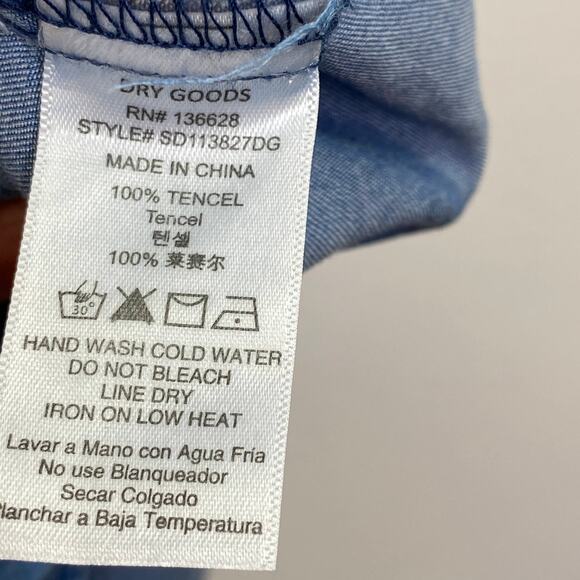 DRY GOODS
RN# 136628
STYLE# SD113827DG
MADE IN CHINA
100% TENCEL
Tencel
텐셀
100% 莱赛尔
30°
HAND WASH COLD WATER
DO NOT BLEACH
LINE DRY
IRON ON LOW HEAT
Lavar a Mano con Agua Fría
No use Blanqueador
Secar Colgado
Planchar a Baja Temperatura